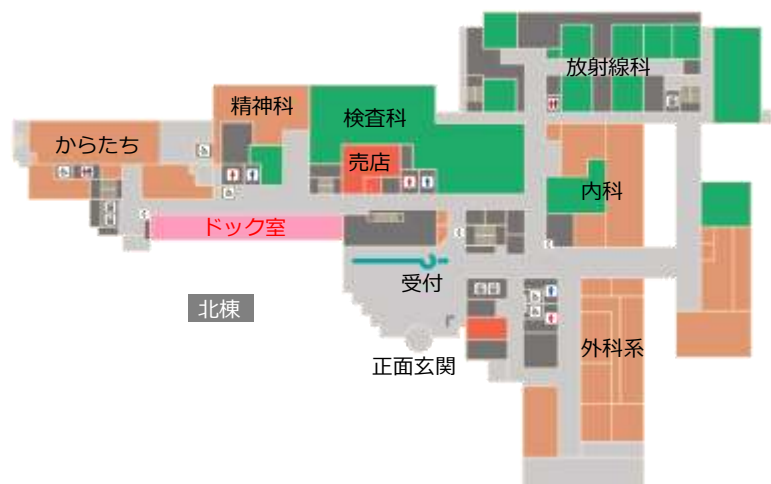 放射線科
精神科
検査科
からたち
売店
内科
ドック室
受付
北棟
外科系
正面玄関